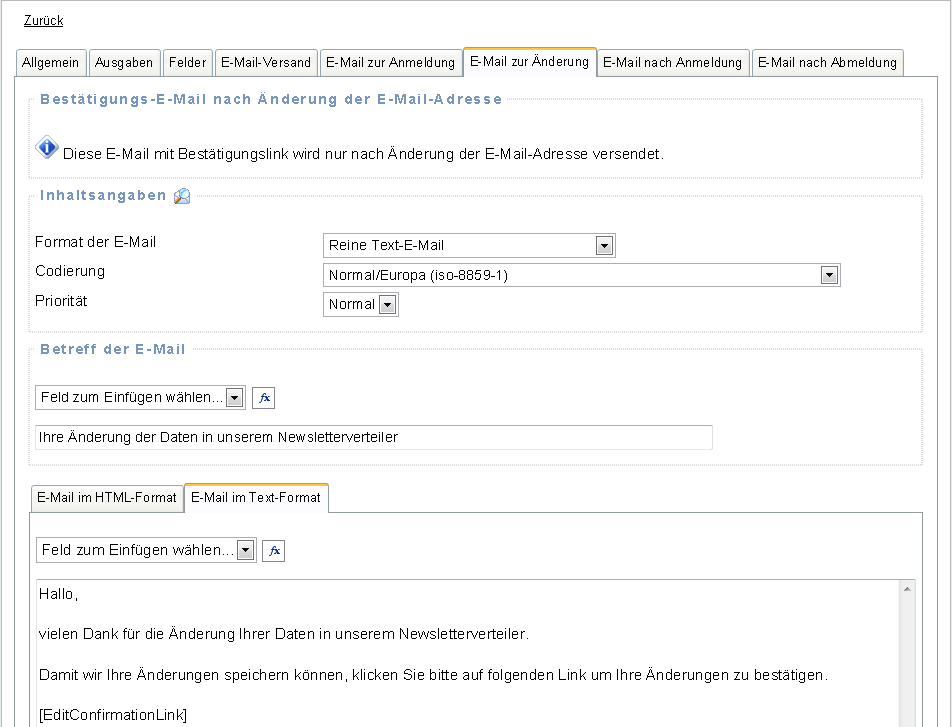 Zurück
Allgemein Ausgaben Felder E-Mail-Versand E-Mail zur Anmeldung E-Mail zur Änderung E-Mail nach Anmeldung E-Mail nach Abmeldung
Bestätigungs-E-Mail nach Änderung der E-Mail-Adresse
Diese E-Mail mit Bestätigungslink wird nur nach Änderung der E-Mail-Adresse versendet.
Inhaltsangaben
Format der E-Mail Reine Text-E-Mail
Codierung Normal/Europa (iso-8859-1)
Priorität Normal
Betreff der E-Mail
Feld zum Einfügen wählen... fx
Ihre Änderung der Daten in unserem Newsletterverteiler
E-Mail im HTML-Format E-Mail im Text-Format
Feld zum Einfügen wählen... fx
Hallo,
vielen Dank für die Änderung Ihrer Daten in unserem Newsletterverteiler.
Damit wir Ihre Änderungen speichern können, klicken Sie bitte auf folgenden Link um Ihre Änderungen zu bestätigen.
[EditConfirmationLink]